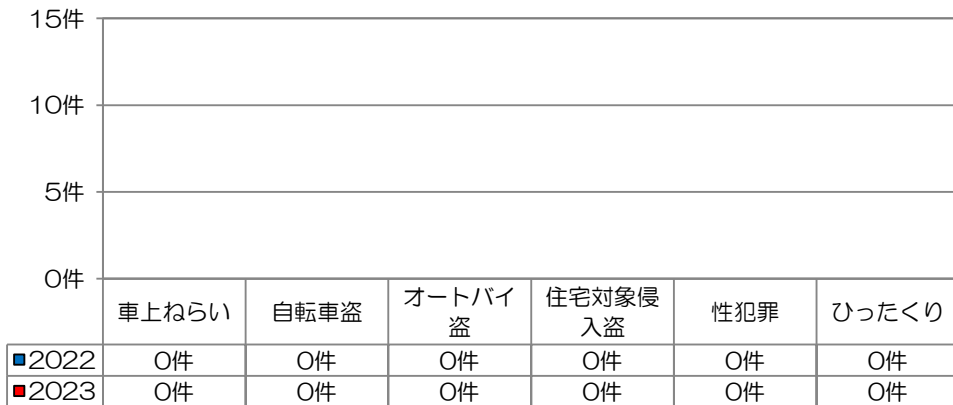 15件
10件
5件
0件
車上ねらい 自転車盗 オートバイ盗 住宅対象侵入盗 性犯罪 ひったくり
■2022 0件 0件 0件 0件 0件 0件
■2023 0件 0件 0件 0件 0件 0件